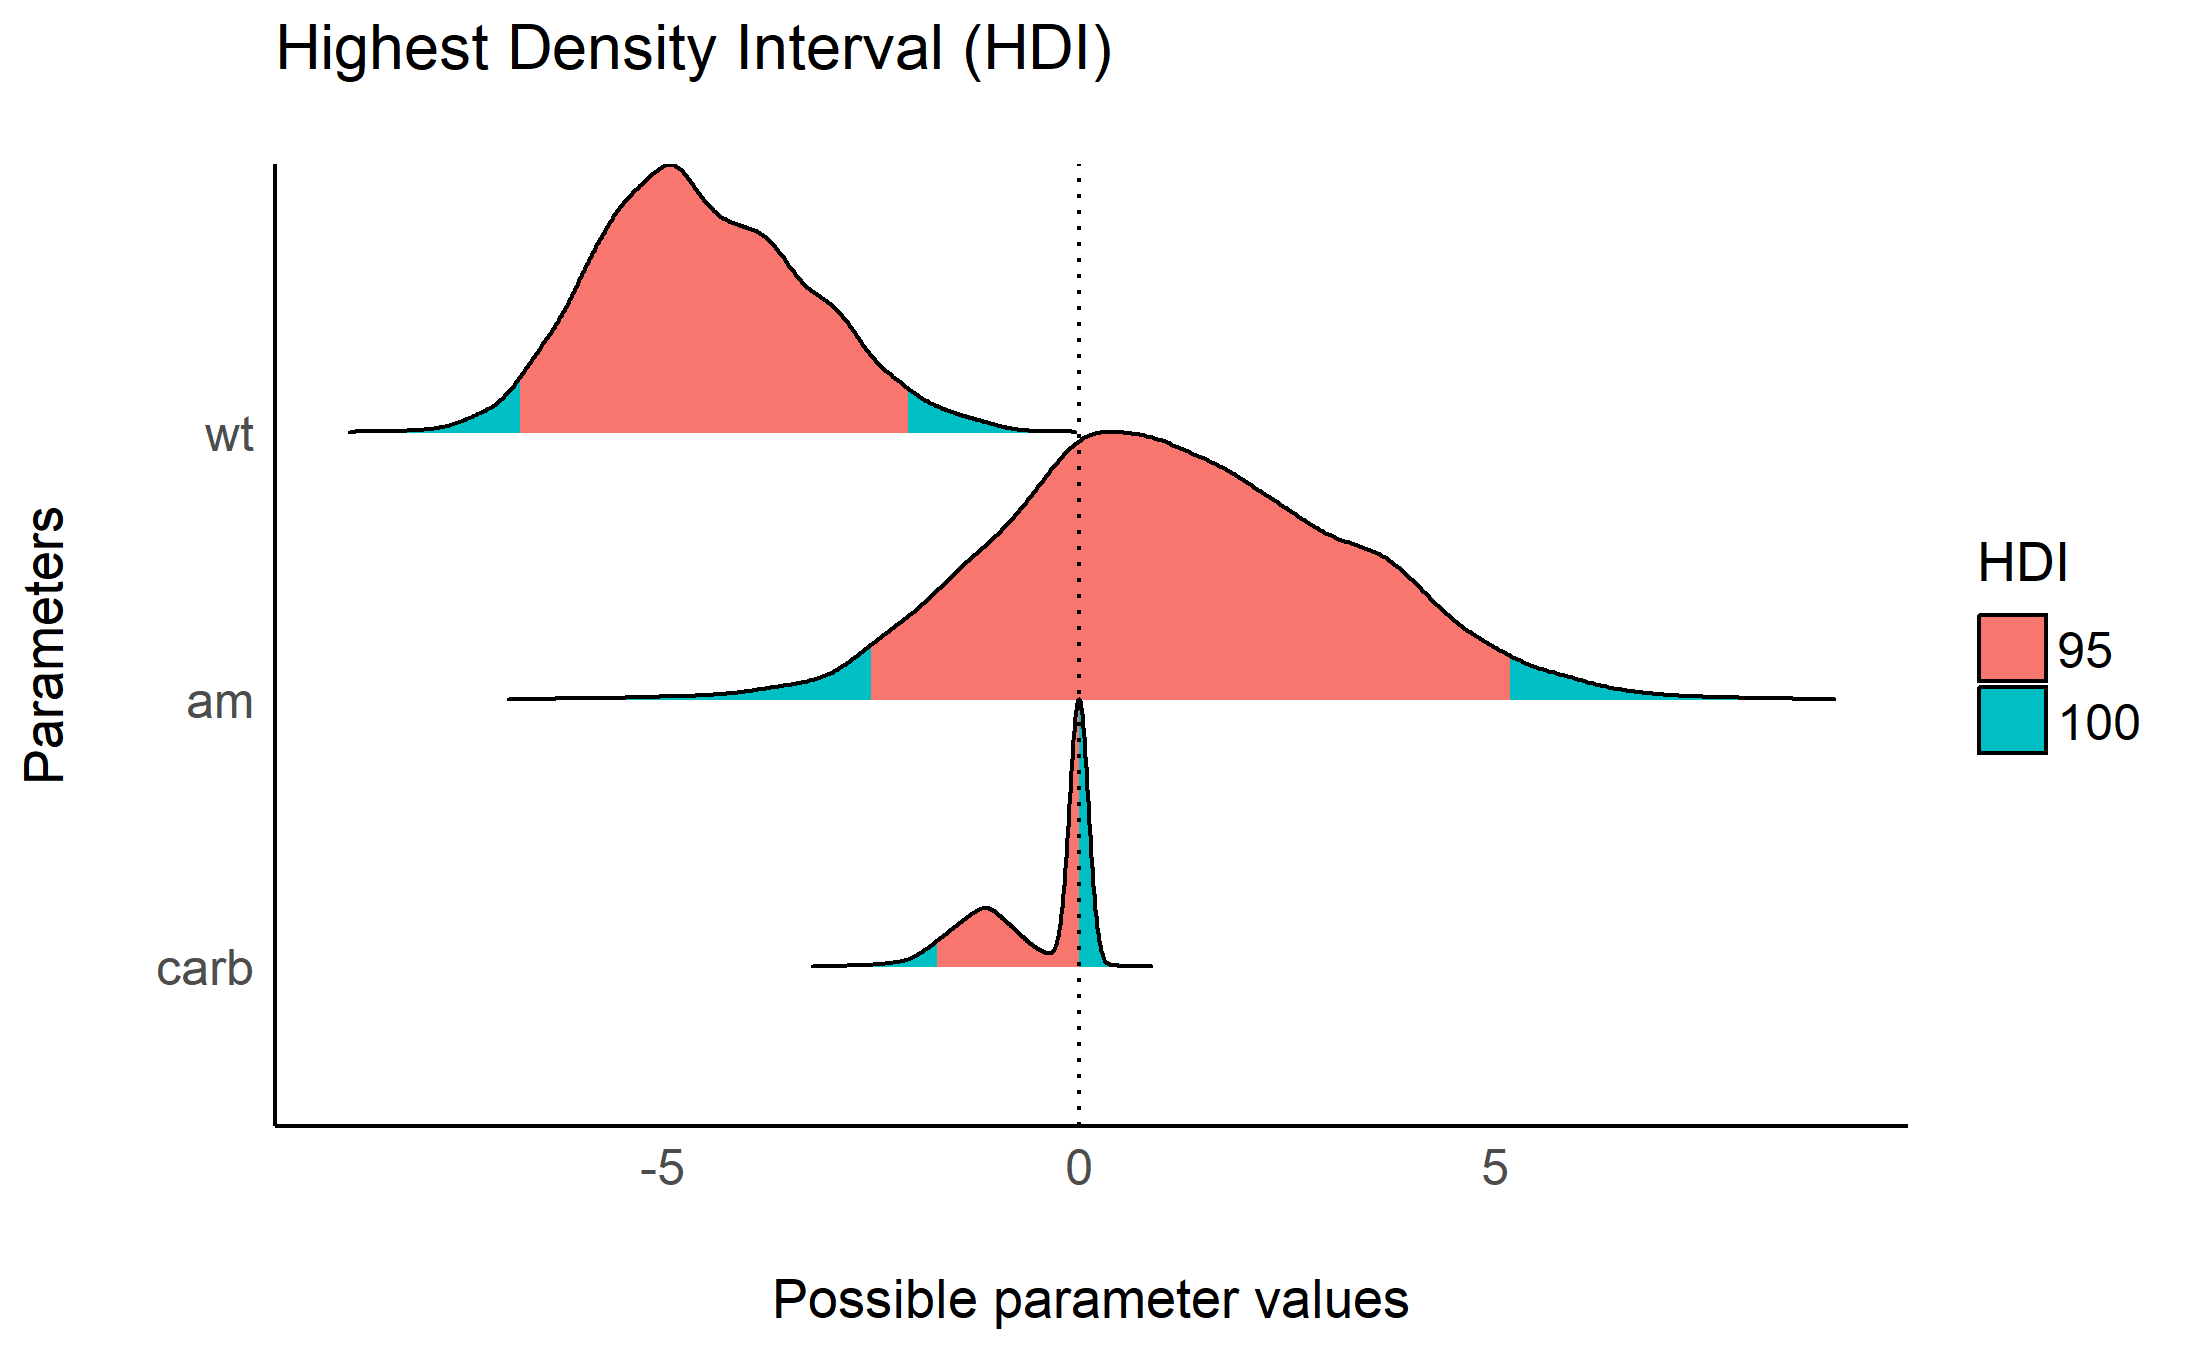 Highest Density Interval (HDI)
wt
am
carb
Parameters
-5
0
5
Possible parameter values
HDI
95
100